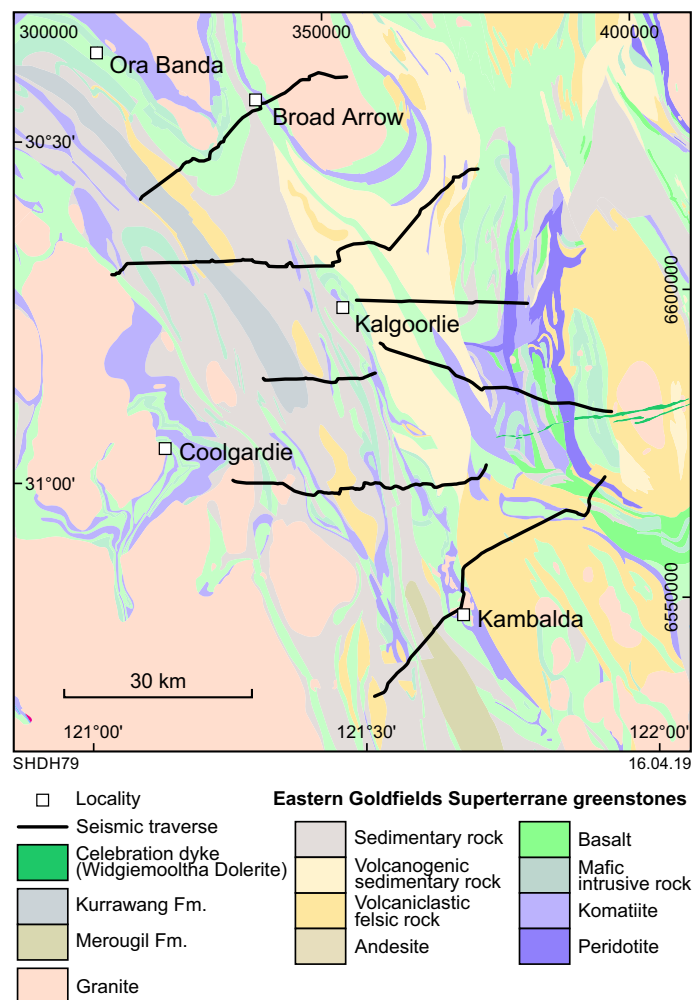 300000
350000
400000
Ora Banda
Broad Arrow
30°30'
6600000
Kalgoorlie
Coolgardie
31°00'
6550000
Kambalda
30 km
121°00'
121°30'
122°00'
SHDH79
16.04.19
Locality
Seismic traverse
Celebration dyke
(Widgiemooltha Dolerite)
Kurrawang Fm.
Merougil Fm.
Granite
Eastern Goldfields Superterrane greenstones
Sedimentary rock
Volcanogenic
sedimentary rock
Volcaniclastic
felsic rock
Andesite
Basalt
Mafic
intrusive rock
Komatiite
Peridotite